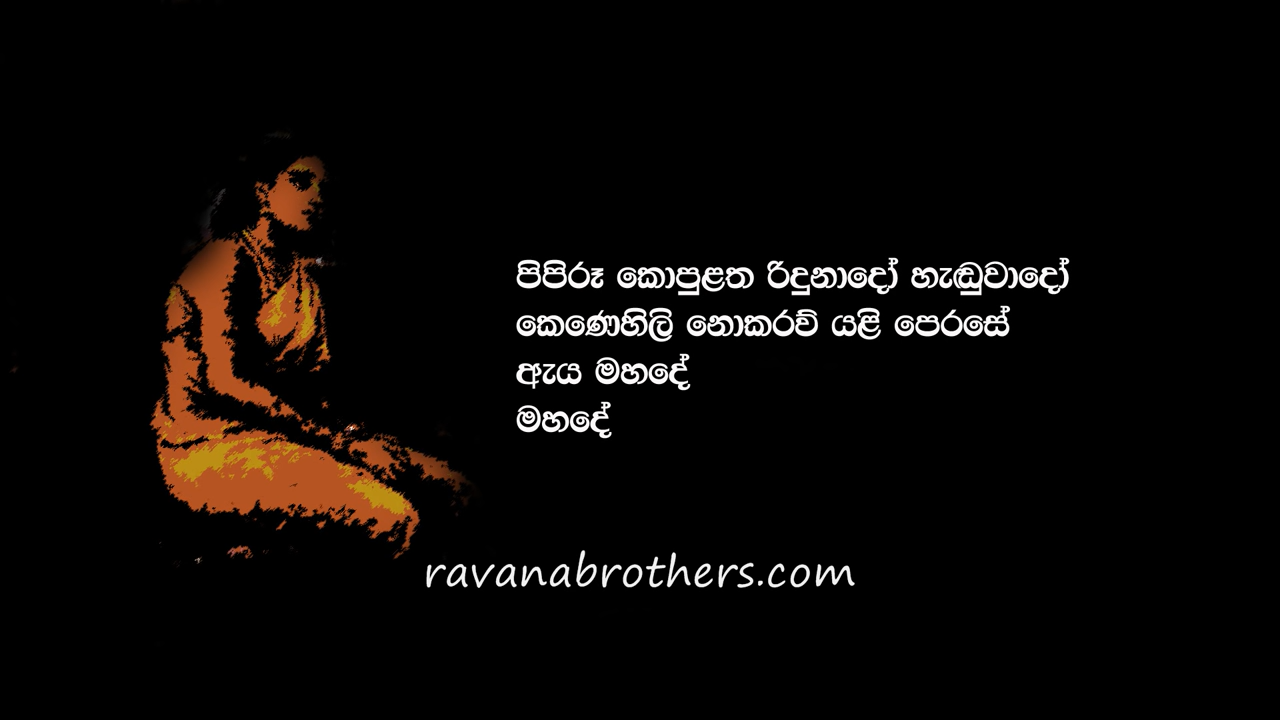 පිපිරූ කොපුළත රිදුනාදෝ හැඬුවාදෝ
කෙණෙහිලි නොකරව් යළි පෙරසේ
ඇය මහදේ
මහදේ
ravanabrothers.com